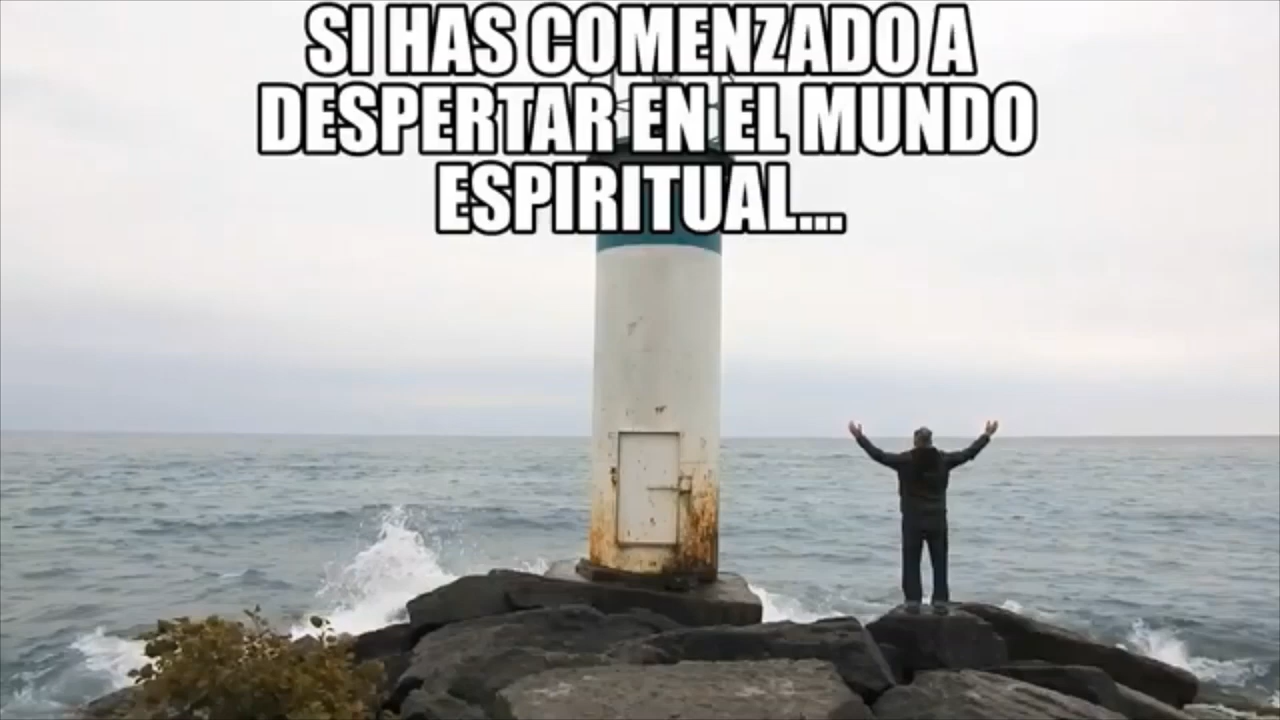 SI HAS COMENZADO A
DESPERTAR EN EL MUNDO
ESPIRITUAL...